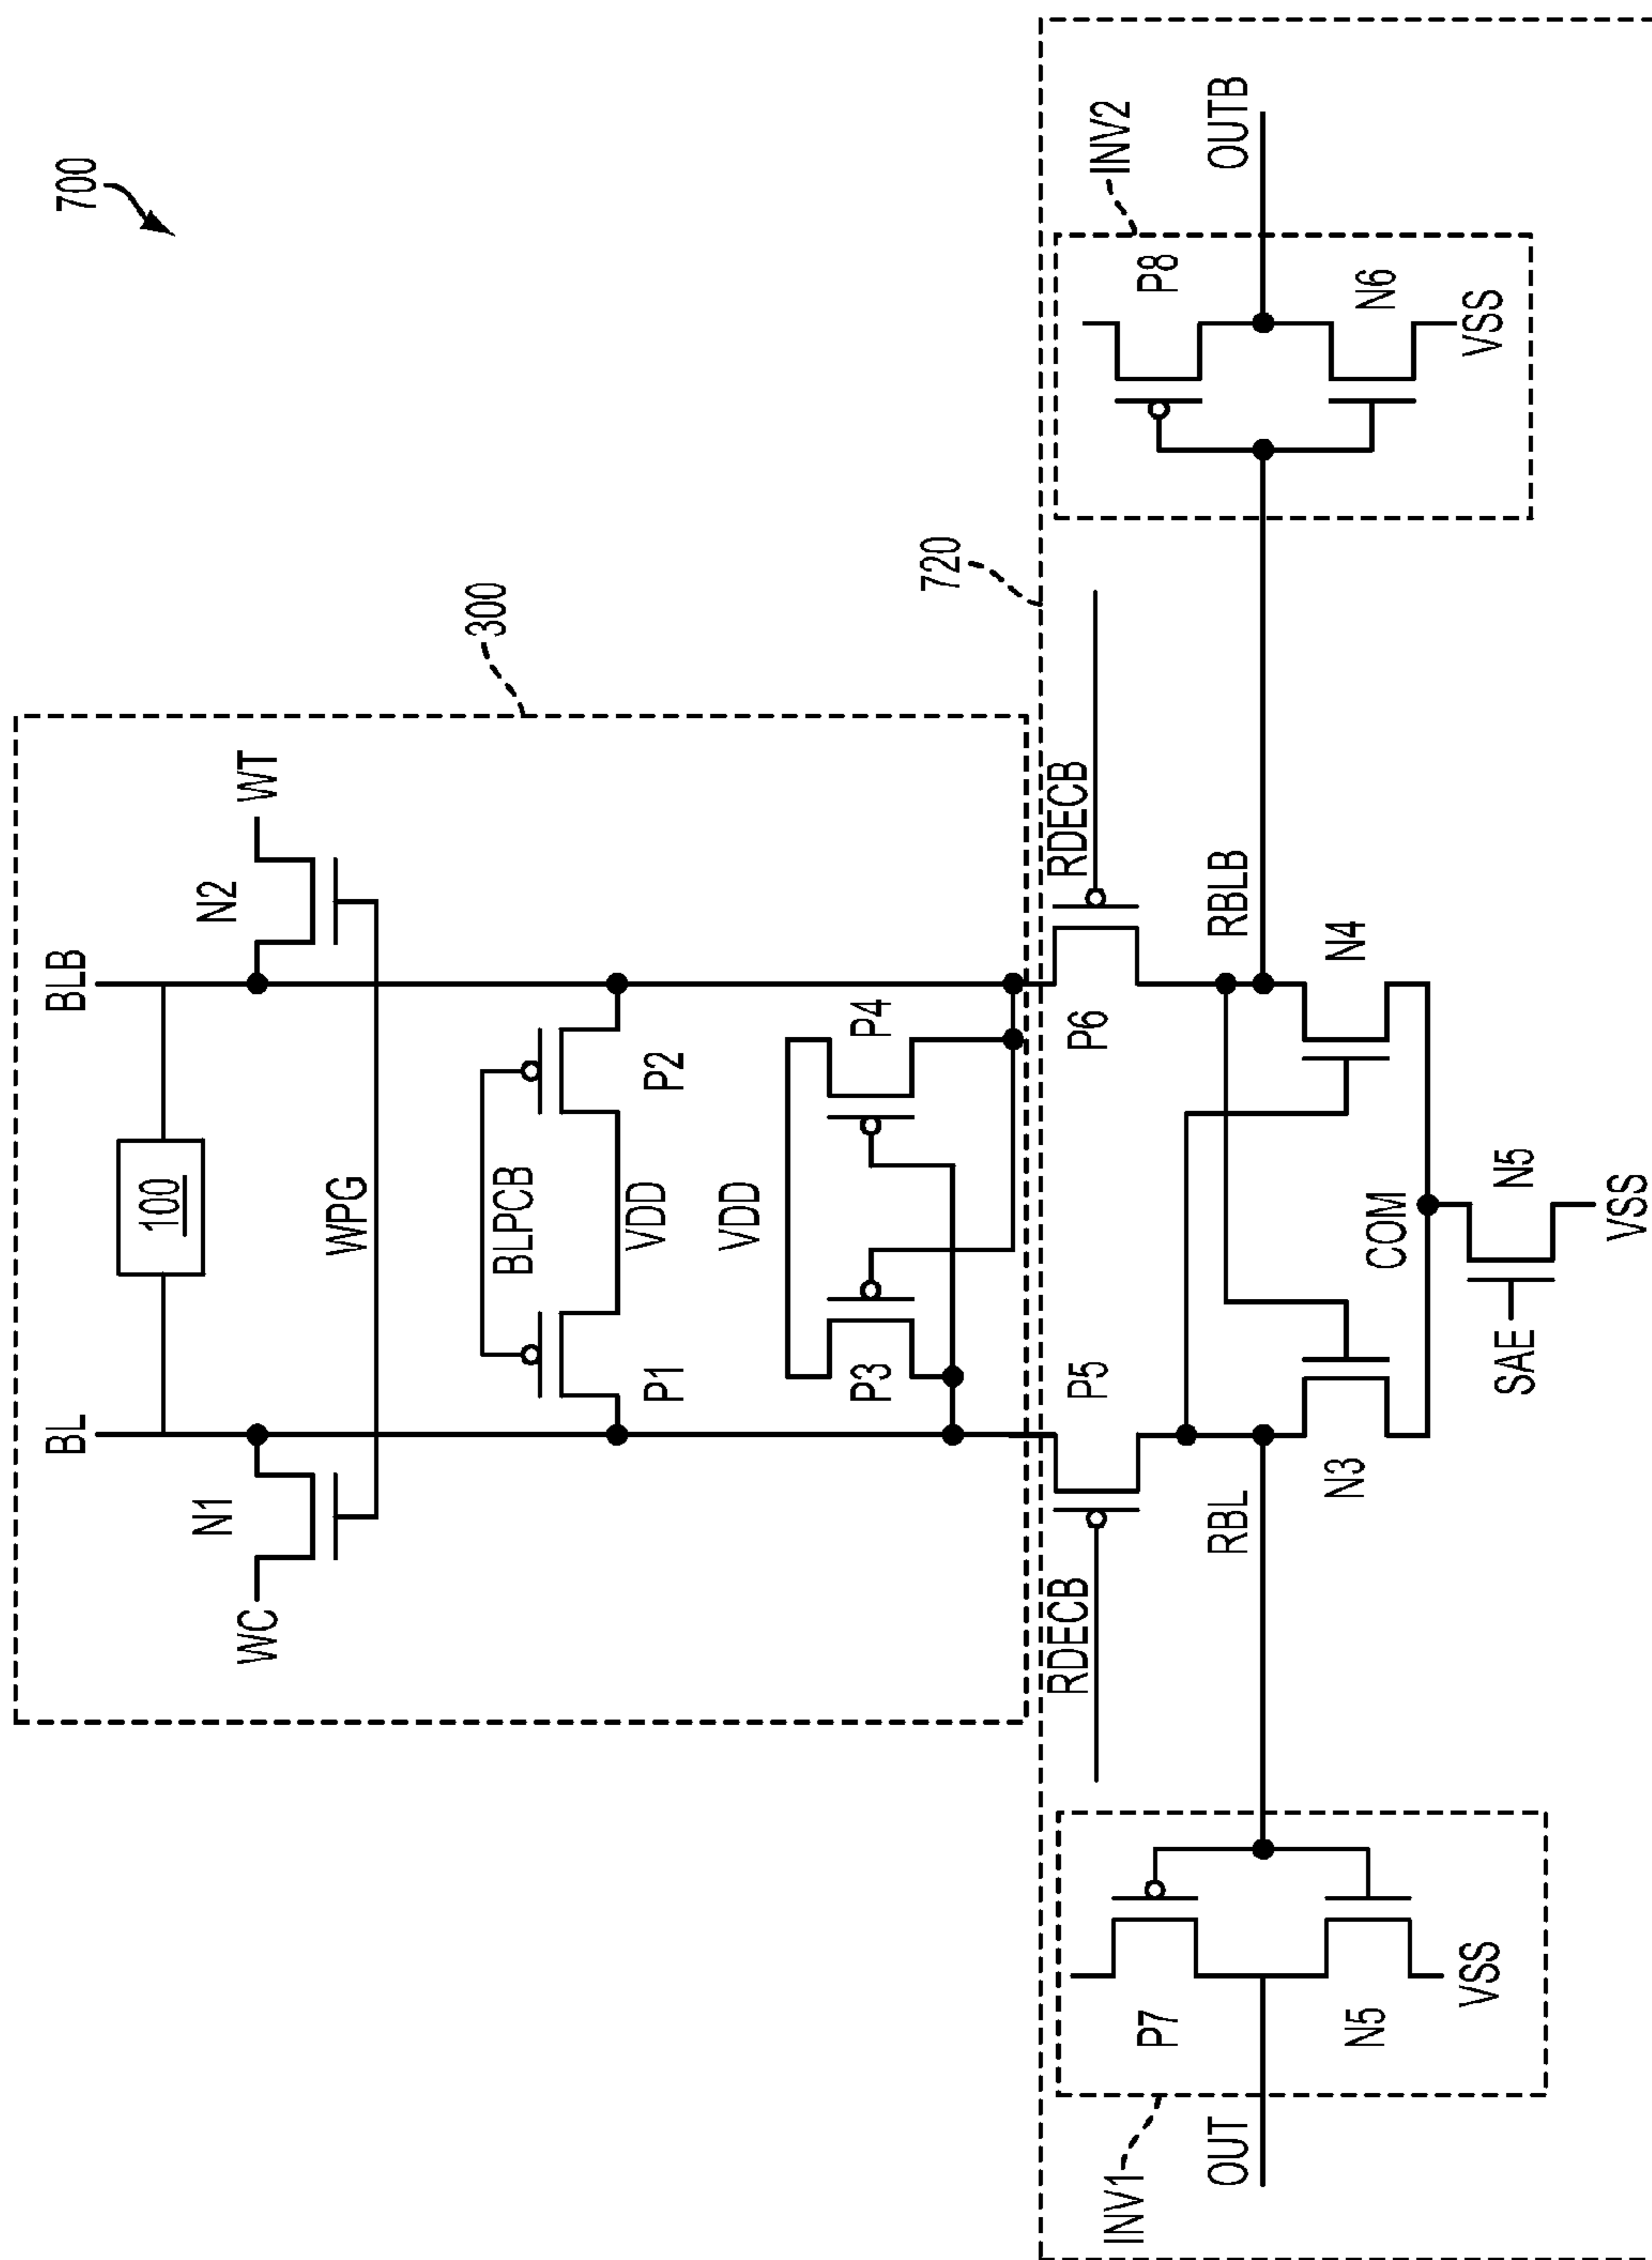 700
300
BL
BLB
100
WC
N1
N2
WT
WPG
BLPCB
P1
VDD
P2
VDD
P3
P4
720
RDECB
P5
P6
RDECB
INV1
P7
N5
VSS
OUT
RBL
RBLB
INV2
P8
N6
VSS
OUTB
N3
N4
COM
SAE
N5
VSS